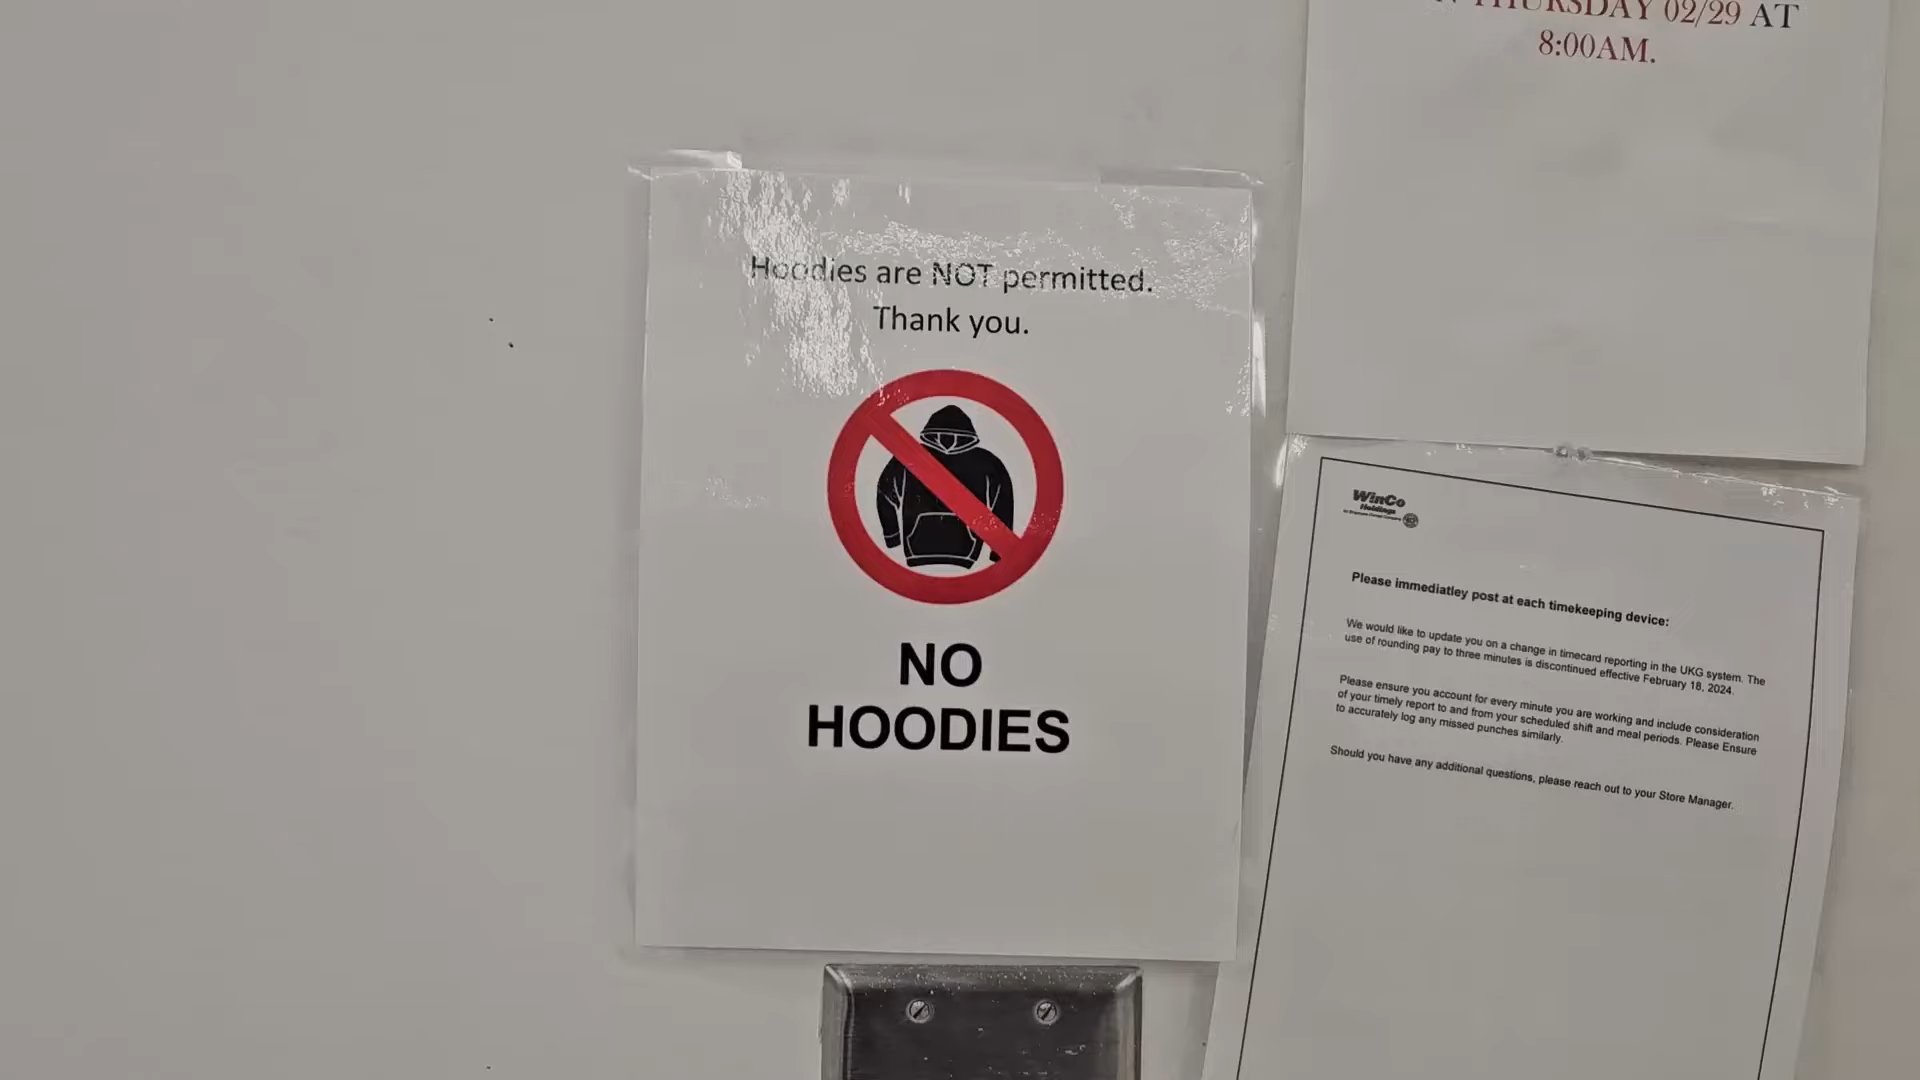 THURSDAY 02/29 AT
8:00AM.
Hoodies are NOT permitted.
Thank you.
NO
HOODIES
WinCo
Holdings
Please immediatley post at each timekeeping device:
We would like to update you on a change in timecard reporting in the UKG system. The
use of rounding pay to three minutes is discontinued effective February 18, 2024.
Please ensure you account for every minute you are working and include consideration
of your timely report to and from your scheduled shift and meal periods. Please Ensure
to accurately log any missed punches similarly.
Should you have any additional questions, please reach out to your Store Manager.